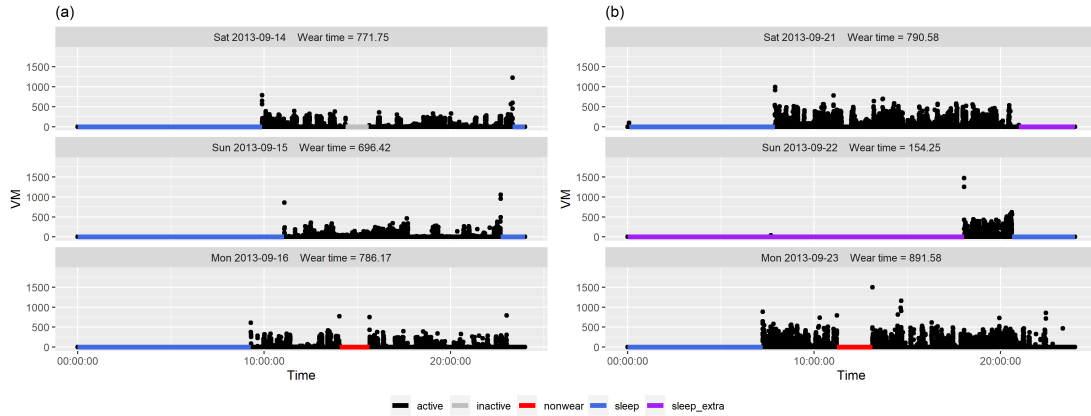 (a)
Sat 2013-09-14 Wear time = 771.75
1500
1000
500
0
Sun 2013-09-15 Wear time = 696.42
1500
1000
500
0
VM
Mon 2013-09-16 Wear time = 786.17
1500
1000
500
0
00:00:00 10:00:00 20:00:00
Time
(b)
Sat 2013-09-21 Wear time = 790.58
1500
1000
500
0
Sun 2013-09-22 Wear time = 154.25
1500
1000
500
0
VM
Mon 2013-09-23 Wear time = 891.58
1500
1000
500
0
00:00:00 10:00:00 20:00:00
Time
active inactive nonwear sleep sleep_extra